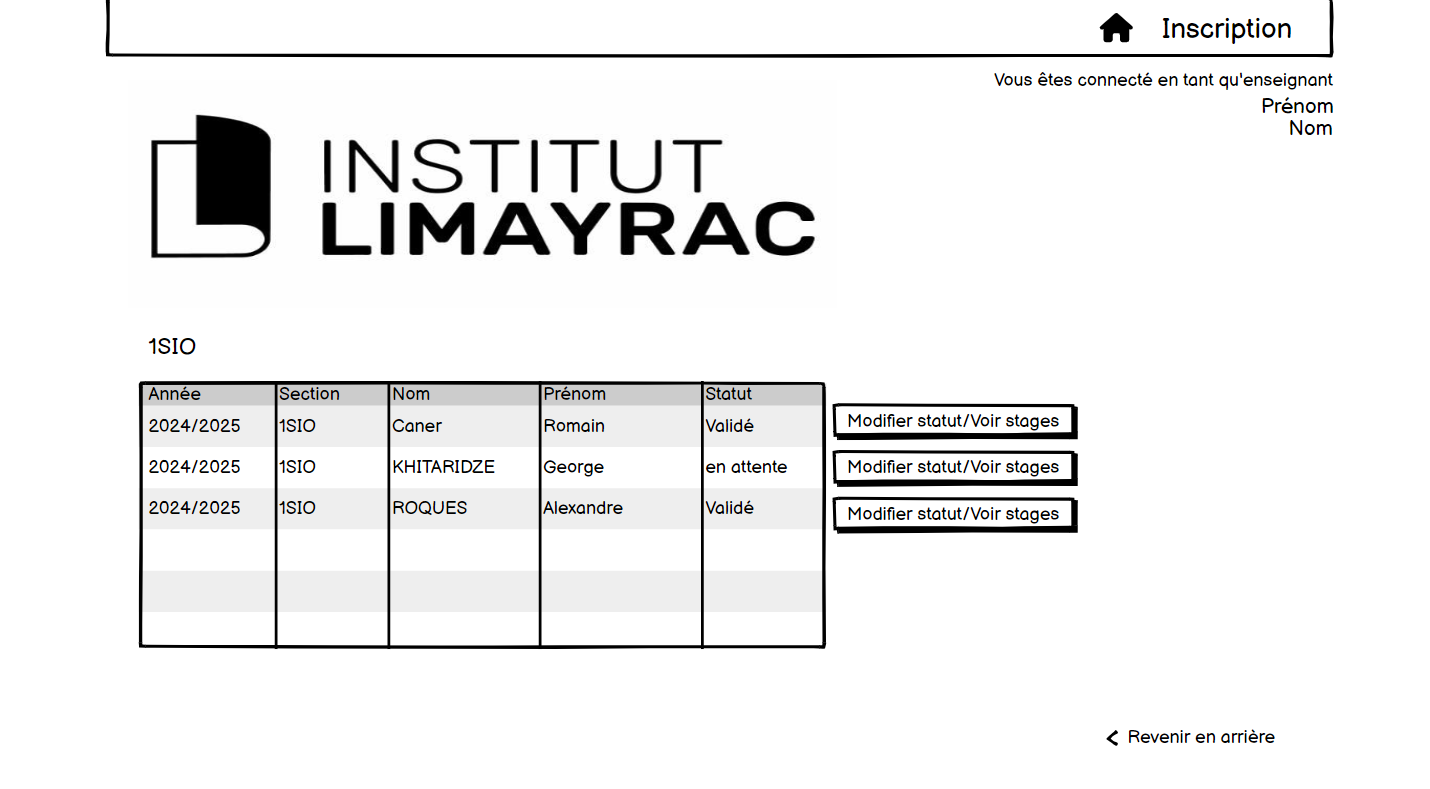 Inscription
Vous êtes connecté en tant qu'enseignant
Prénom
Nom
INSTITUT
LIMAYRAC
1SIO
Année Section Nom Prénom Statut
2024/2025 1SIO Caner Romain Validé Modifier statut/Voir stages
2024/2025 1SIO KHITARIDZE George en attente Modifier statut/Voir stages
2024/2025 1SIO ROQUES Alexandre Validé Modifier statut/Voir stages
Revenir en arrière